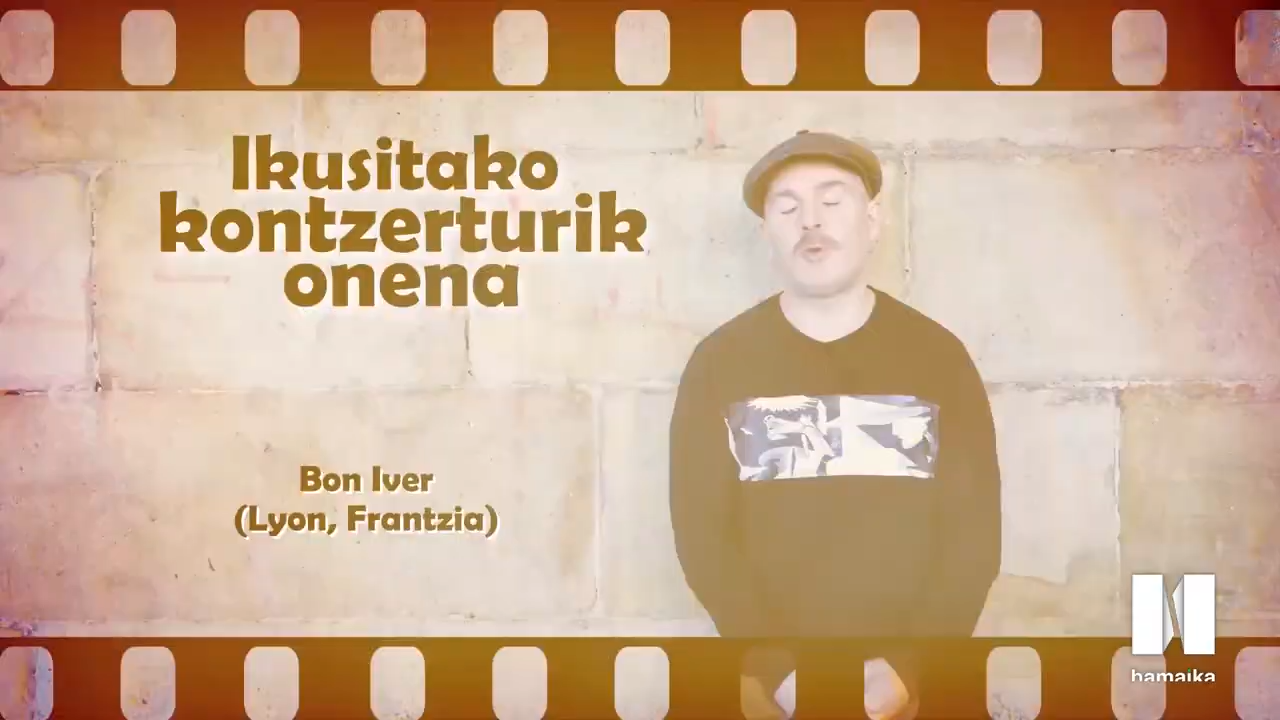 Ikusitako
kontzerturik
onena
Bon Iver
(Lyon, Frantzia)
hamaika